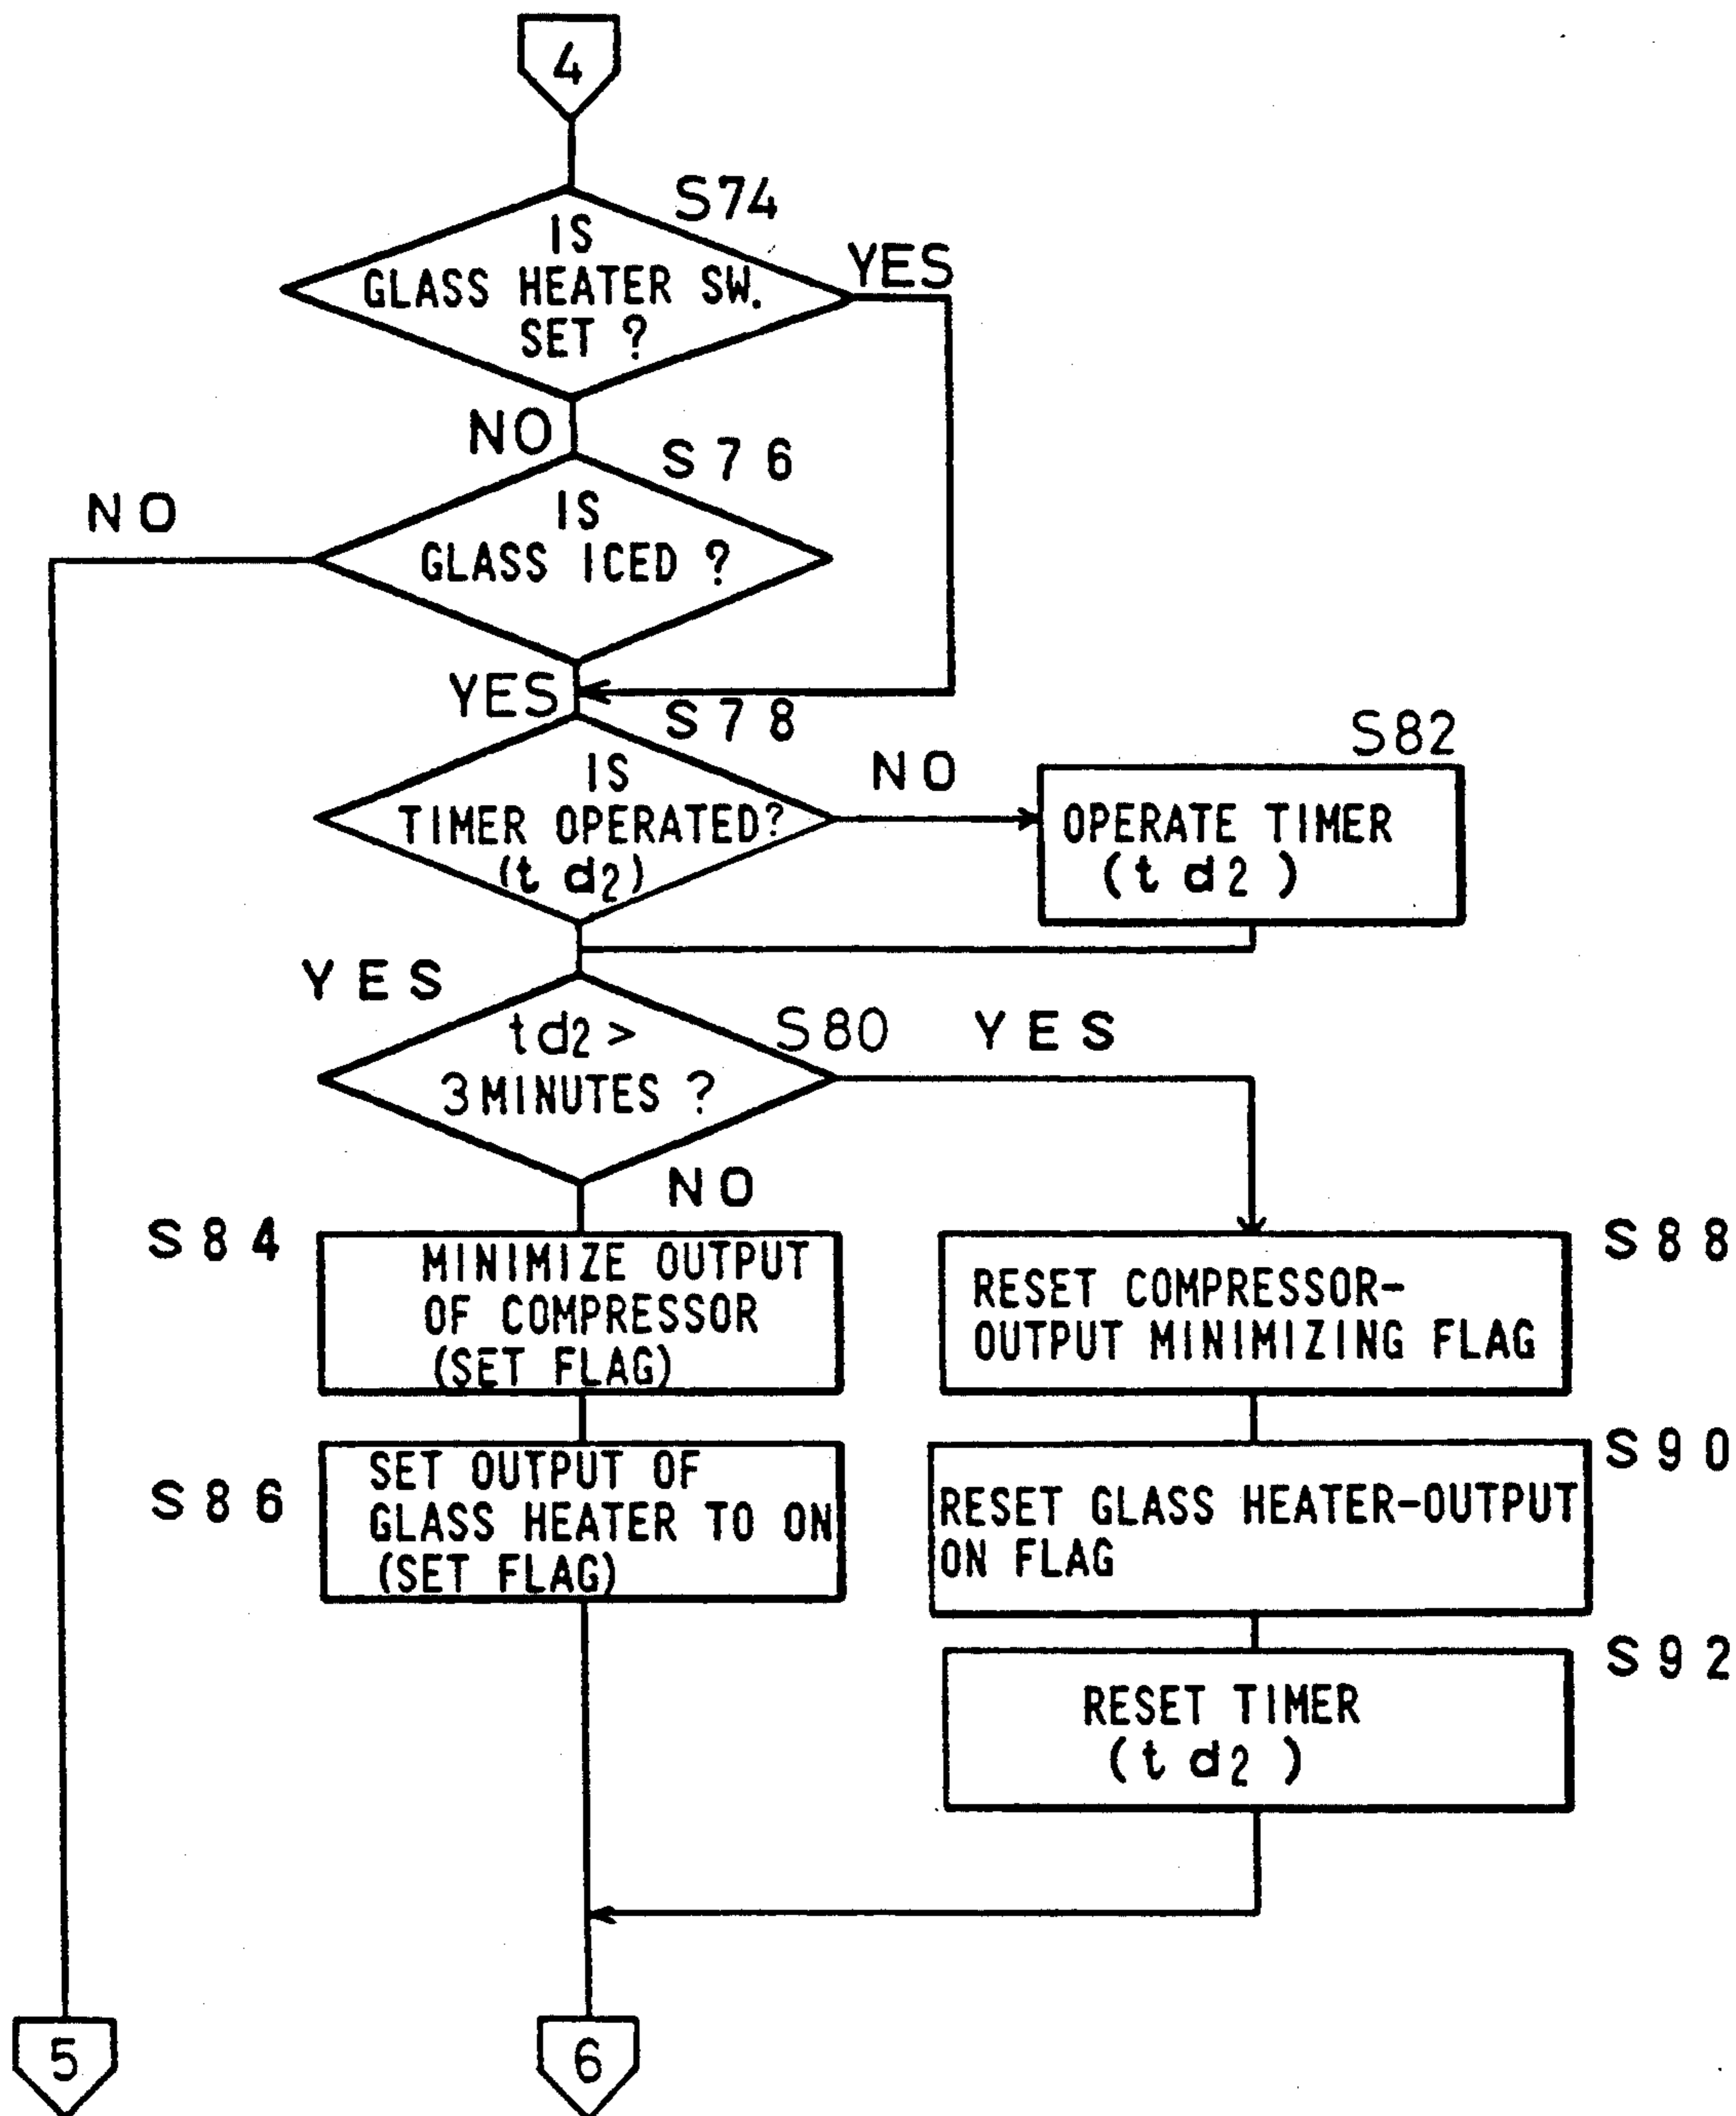 4
S74
IS
GLASS HEATER SW.
SET ?
YES
NO
S76
IS
GLASS ICED ?
NO
YES
S78
IS
TIMER OPERATED?
(td2)
NO
S82
OPERATE TIMER
(td2)
YES
S80
td2 >
3 MINUTES ?
YES
NO
S84
MINIMIZE OUTPUT
OF COMPRESSOR
(SET FLAG)
S88
RESET COMPRESSOR-
OUTPUT MINIMIZING FLAG
S86
SET OUTPUT OF
GLASS HEATER TO ON
(SET FLAG)
S90
RESET GLASS HEATER-OUTPUT
ON FLAG
S92
RESET TIMER
(td2)
5
6